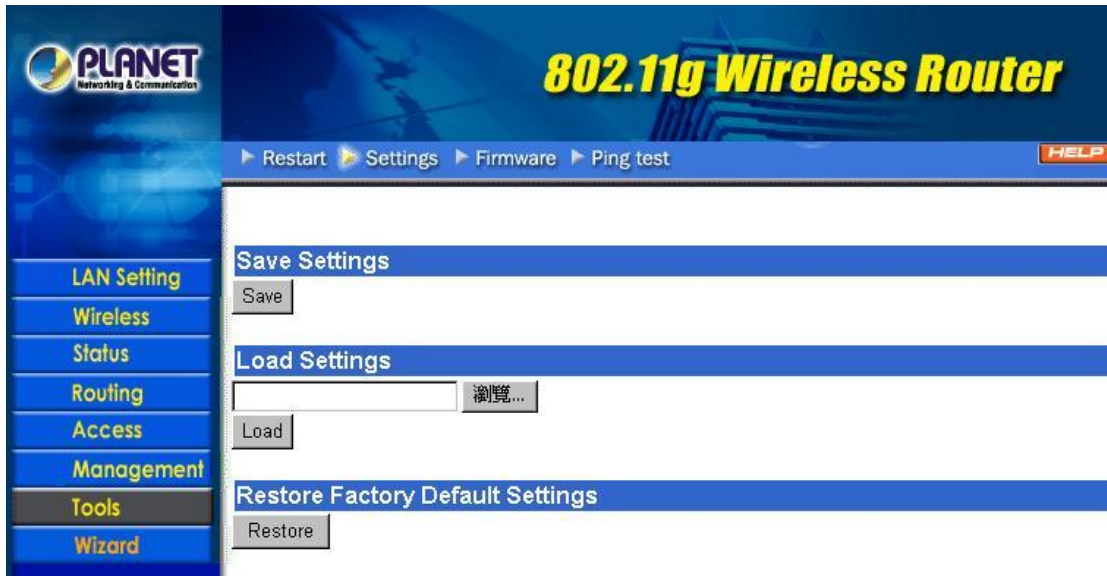 PLANET
Networking & Communication
802.11g Wireless Router
Restart Settings Firmware Ping test
HELP
LAN Setting
Wireless
Status
Routing
Access
Management
Tools
Wizard
Save Settings
Save
Load Settings
瀏覽...
Load
Restore Factory Default Settings
Restore